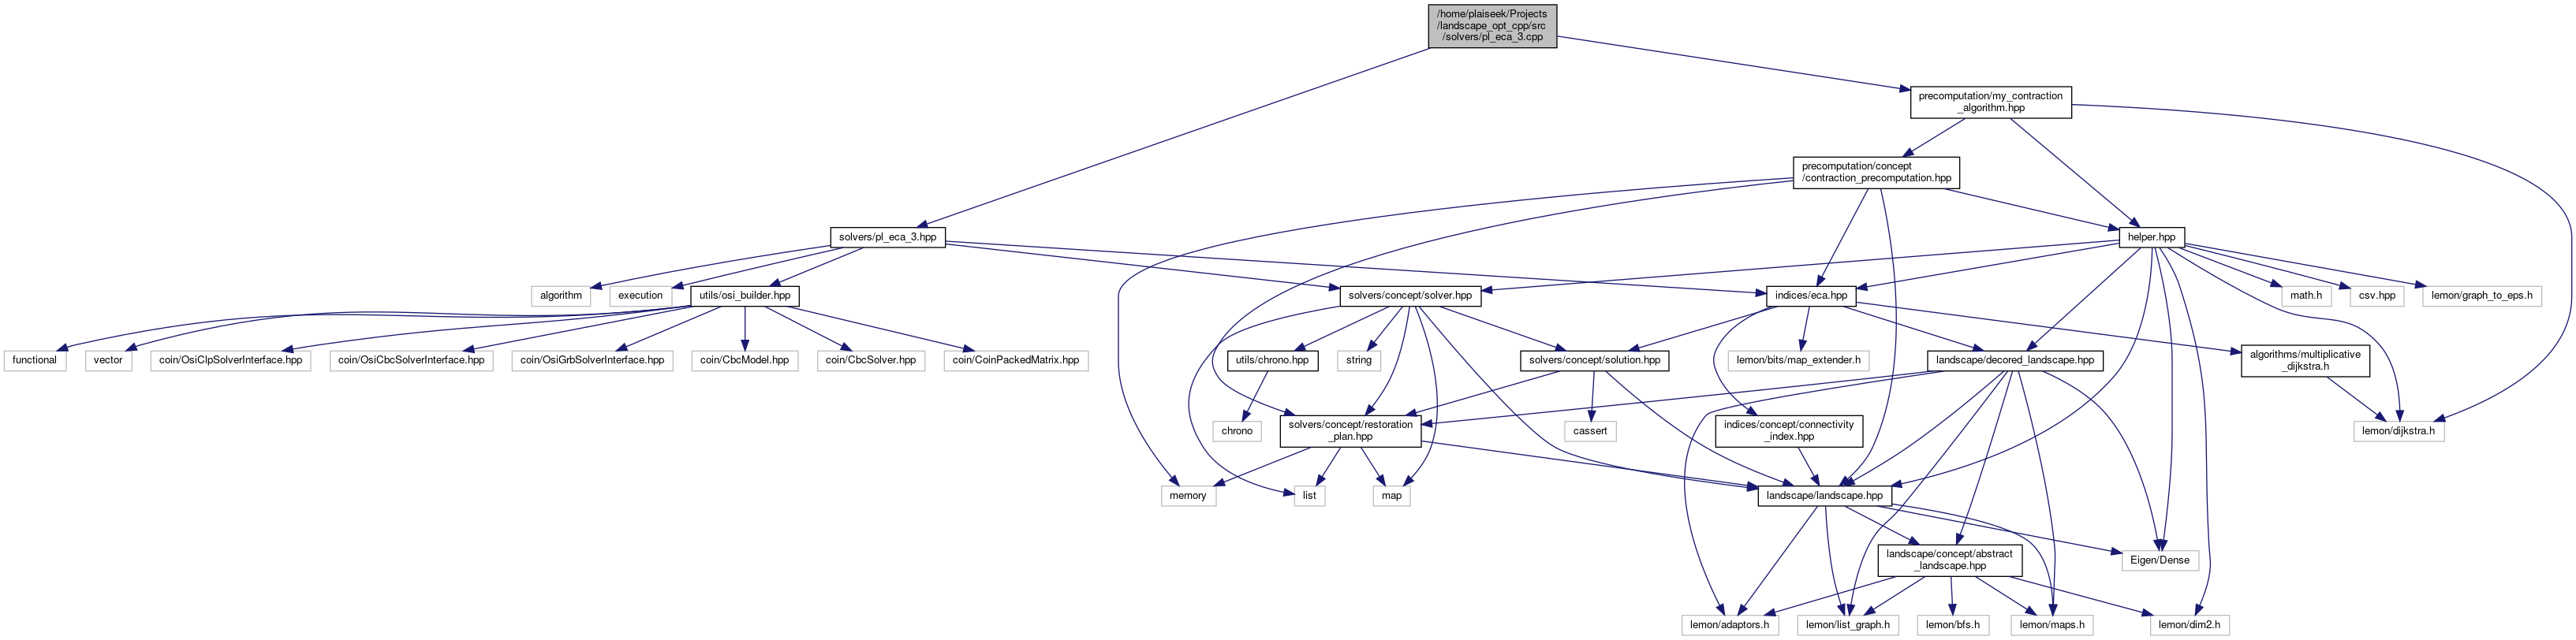 /home/plaiseek/Projects
/landscape_opt_cpp/src
/solvers/pl_eca_3.cpp
precomputation/my_contraction
_algorithm.hpp
precomputation/concept
/contraction_precomputation.hpp
solvers/pl_eca_3.hpp
helper.hpp
algorithm
execution
utils/osi_builder.hpp
solvers/concept/solver.hpp
indices/eca.hpp
math.h
csv.hpp
lemon/graph_to_eps.h
functional
vector
coin/OsiClpSolverInterface.hpp
coin/OsiCbcSolverInterface.hpp
coin/OsiGrbSolverInterface.hpp
coin/CbcModel.hpp
coin/CbcSolver.hpp
coin/CoinPackedMatrix.hpp
utils/chrono.hpp
string
solvers/concept/solution.hpp
lemon/bits/map_extender.h
landscape/decored_landscape.hpp
algorithms/multiplicative
_dijkstra.h
chrono
solvers/concept/restoration
_plan.hpp
cassert
indices/concept/connectivity
_index.hpp
lemon/dijkstra.h
memory
list
map
landscape/landscape.hpp
landscape/concept/abstract
_landscape.hpp
Eigen/Dense
lemon/adaptors.h
lemon/list_graph.h
lemon/bfs.h
lemon/maps.h
lemon/dim2.h